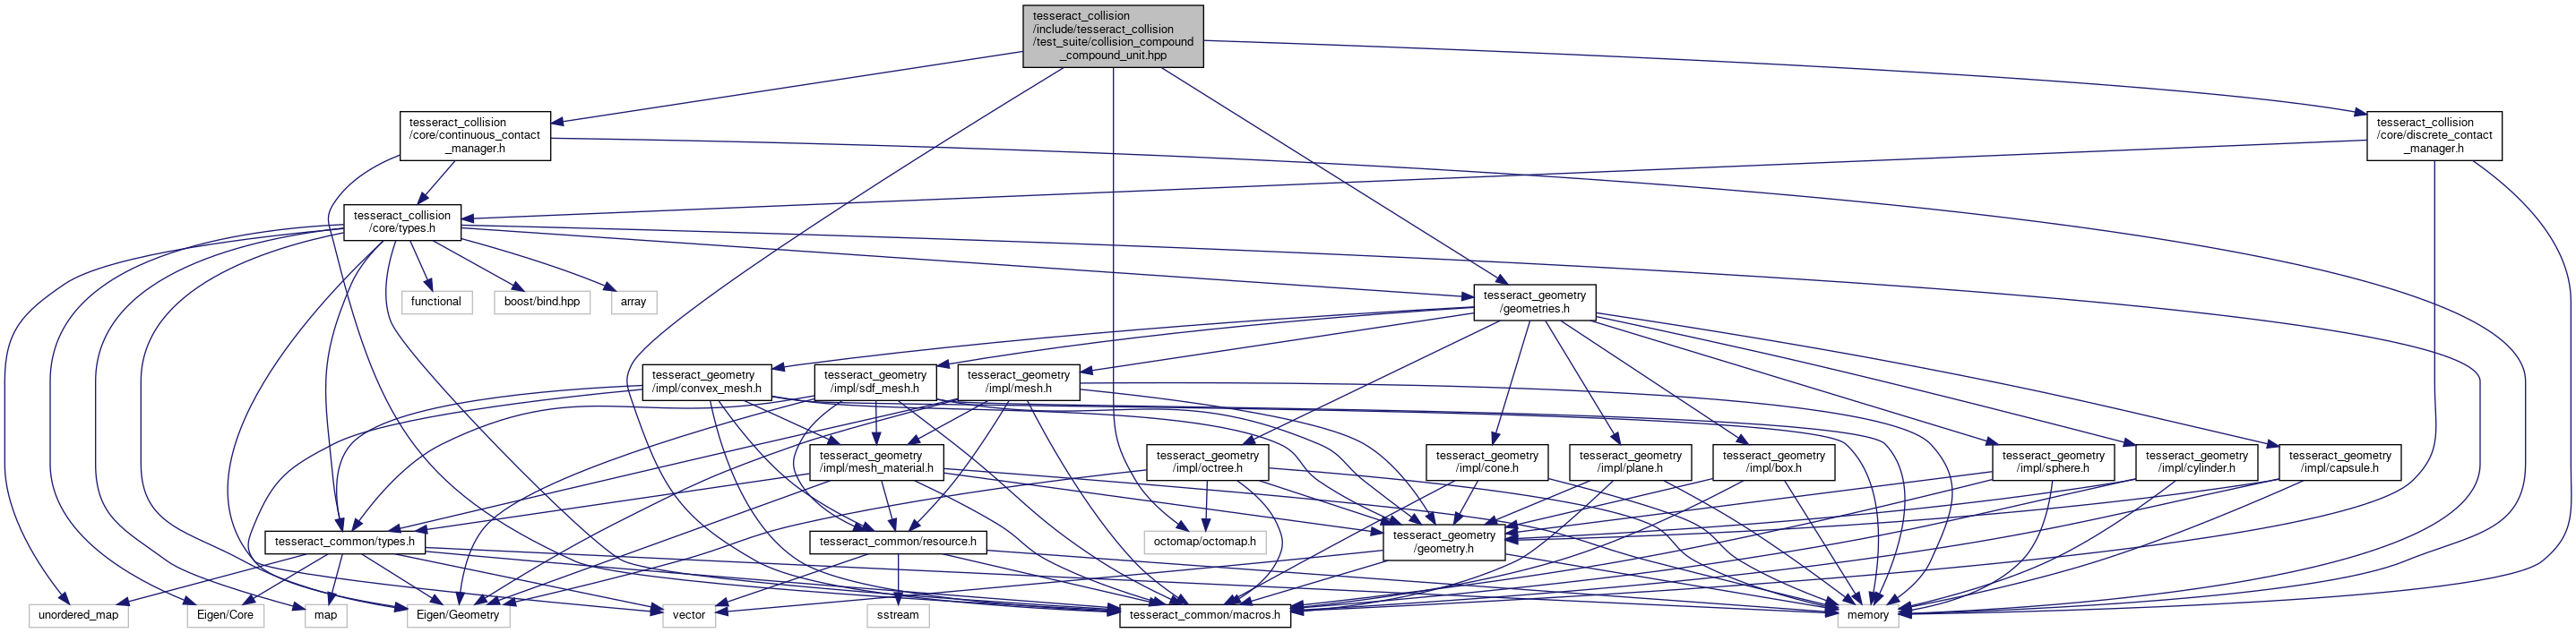 tesseract_collision
/include/tesseract_collision
/test_suite/collision_compound
_compound_unit.hpp
tesseract_collision
/core/continuous_contact
_manager.h
tesseract_collision
/core/discrete_contact
_manager.h
tesseract_collision
/core/types.h
functional
boost/bind.hpp
array
tesseract_geometry
/geometries.h
tesseract_geometry
/impl/convex_mesh.h
tesseract_geometry
/impl/sdf_mesh.h
tesseract_geometry
/impl/mesh.h
tesseract_geometry
/impl/mesh_material.h
tesseract_geometry
/impl/octree.h
tesseract_geometry
/impl/cone.h
tesseract_geometry
/impl/plane.h
tesseract_geometry
/impl/box.h
tesseract_geometry
/impl/sphere.h
tesseract_geometry
/impl/cylinder.h
tesseract_geometry
/impl/capsule.h
tesseract_common/types.h
tesseract_common/resource.h
octomap/octomap.h
tesseract_geometry
/geometry.h
unordered_map
Eigen/Core
map
Eigen/Geometry
vector
sstream
tesseract_common/macros.h
memory